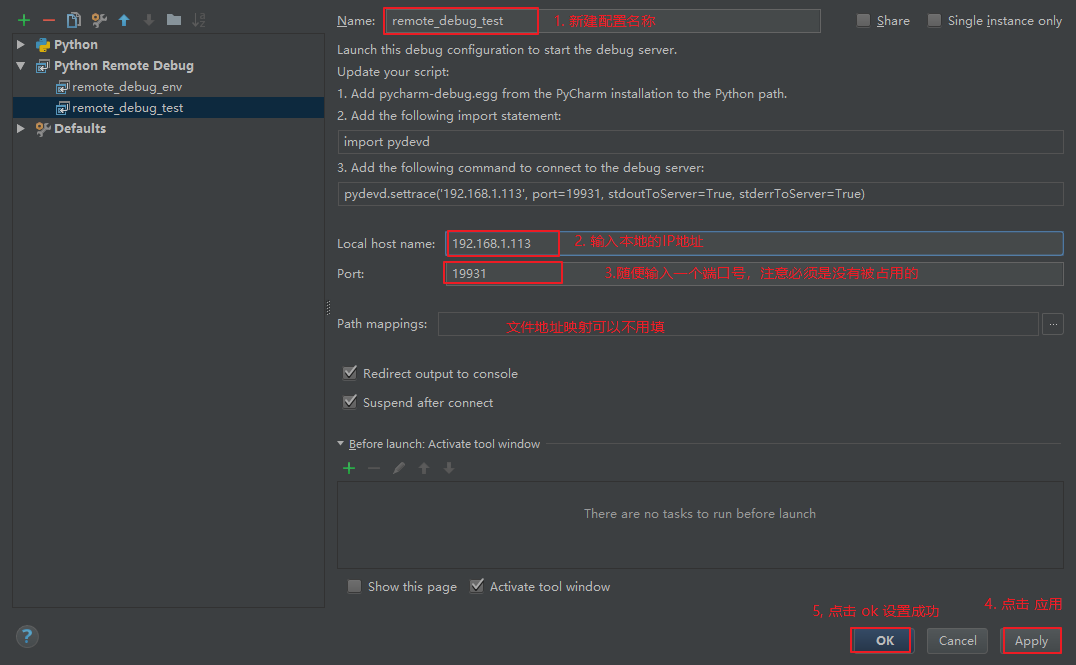 Name: remote_debug_test 1. 新建配置名称 Share Single instance only
Python
Python Remote Debug
remote_debug_env
remote_debug_test
Defaults
Launch this debug configuration to start the debug server.
Update your script:
1. Add pycharm-debug.egg from the PyCharm installation to the Python path.
2. Add the following import statement:
import pydevd
3. Add the following command to connect to the debug server:
pydevd.settrace('192.168.1.113', port=19931, stdoutToServer=True, stderrToServer=True)
Local host name: 192.168.1.113 2. 输入本地的IP地址
Port: 19931 3.随便输入一个端口号，注意必须是没有被占用的
Path mappings: 文件地址映射可以不用填 ...
Redirect output to console
Suspend after connect
Before launch: Activate tool window
There are no tasks to run before launch
Show this page Activate tool window
5, 点击 ok 设置成功 4. 点击 应用
? OK Cancel Apply